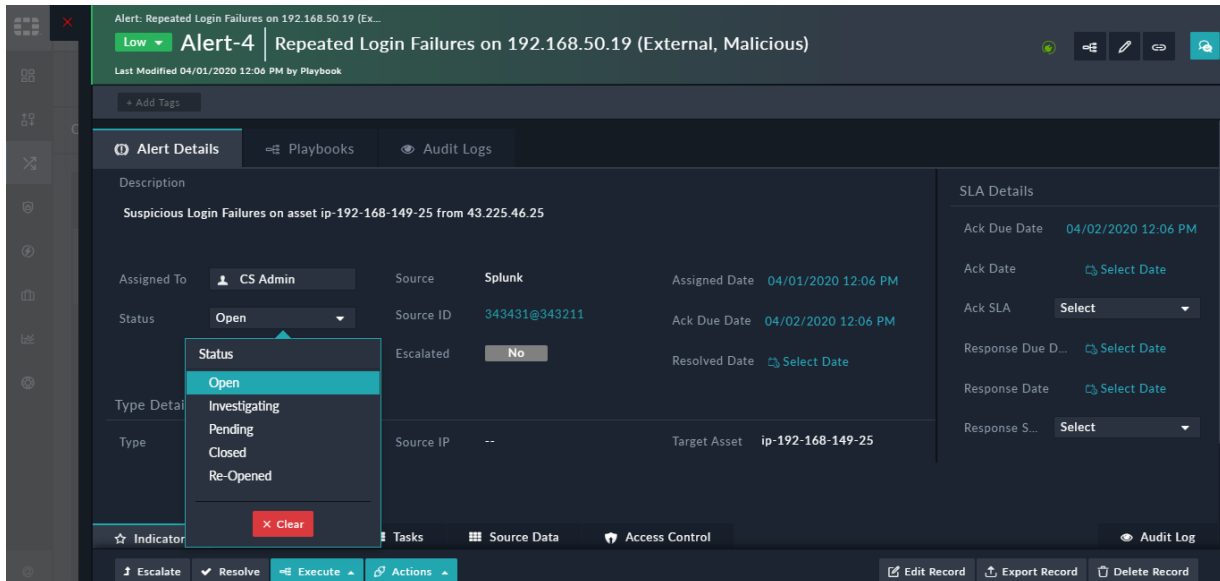 Alert: Repeated Login Failures on 192.168.50.19 (Ex...
Low Alert-4 Repeated Login Failures on 192.168.50.19 (External, Malicious)
Last Modified 04/01/2020 12:06 PM by Playbook
+ Add Tags
Alert Details Playbooks Audit Logs
Description
Suspicious Login Failures on asset ip-192-168-149-25 from 43.225.46.25
Assigned To CS Admin
Source Splunk
Assigned Date 04/01/2020 12:06 PM
Status Open
Source ID 343431@343211
Ack Due Date 04/02/2020 12:06 PM
Escalated No
Resolved Date Select Date
Status
Open
Investigating
Pending
Closed
Re-Opened
× Clear
Type Detai
Type
Source IP --
Target Asset ip-192-168-149-25
SLA Details
Ack Due Date 04/02/2020 12:06 PM
Ack Date Select Date
Ack SLA Select
Response Due D... Select Date
Response Date Select Date
Response S... Select
Indicator Tasks Source Data Access Control Audit Log
Escalate Resolve Execute Actions Edit Record Export Record Delete Record